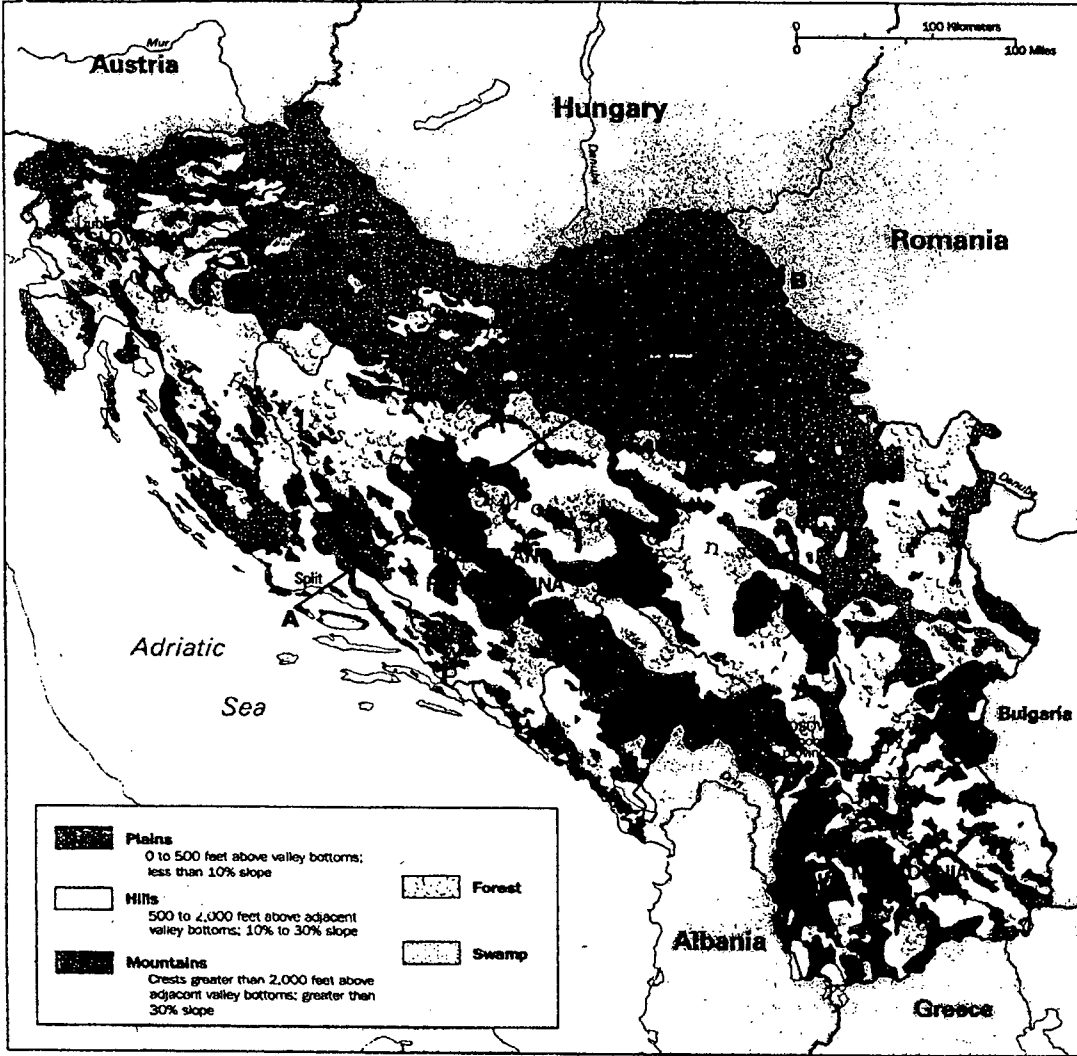 0 100 Kilometers
0 100 Miles
Mur
Austria
Hungary
Danube
Romania
B
Danube
Split
A
Adriatic
Sea
Bulgaria
Drin
Albania
Greece
Plains
0 to 500 feet above valley bottoms;
less than 10% slope
Hills
500 to 2,000 feet above adjacent
valley bottoms; 10% to 30% slope
Mountains
Crests greater than 2,000 feet above
adjacent valley bottoms; greater than
30% slope
Forest
Swamp